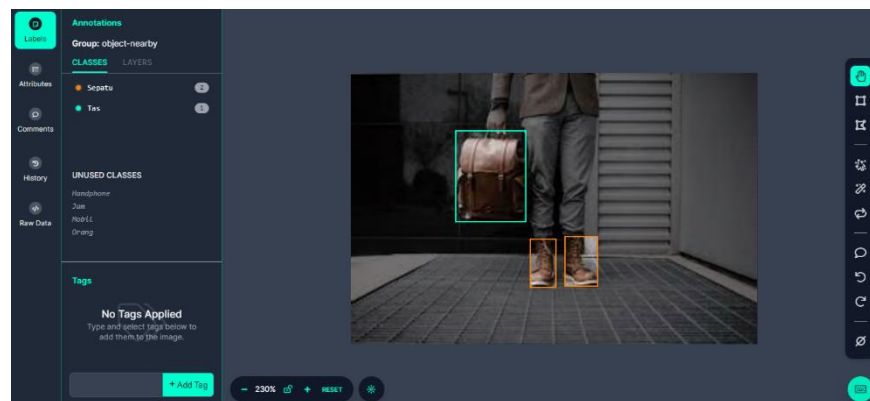 Labels
Attributes
Comments
History
Raw Data
Annotations
Group: object-nearby
CLASSES LAYERS
Sepatu 2
Tas 1
UNUSED CLASSES
Handphone
Jam
Mobil
Orang
Tags
No Tags Applied
Type and select tags below to
add them to the image.
+ Add Tag
− 230% + RESET